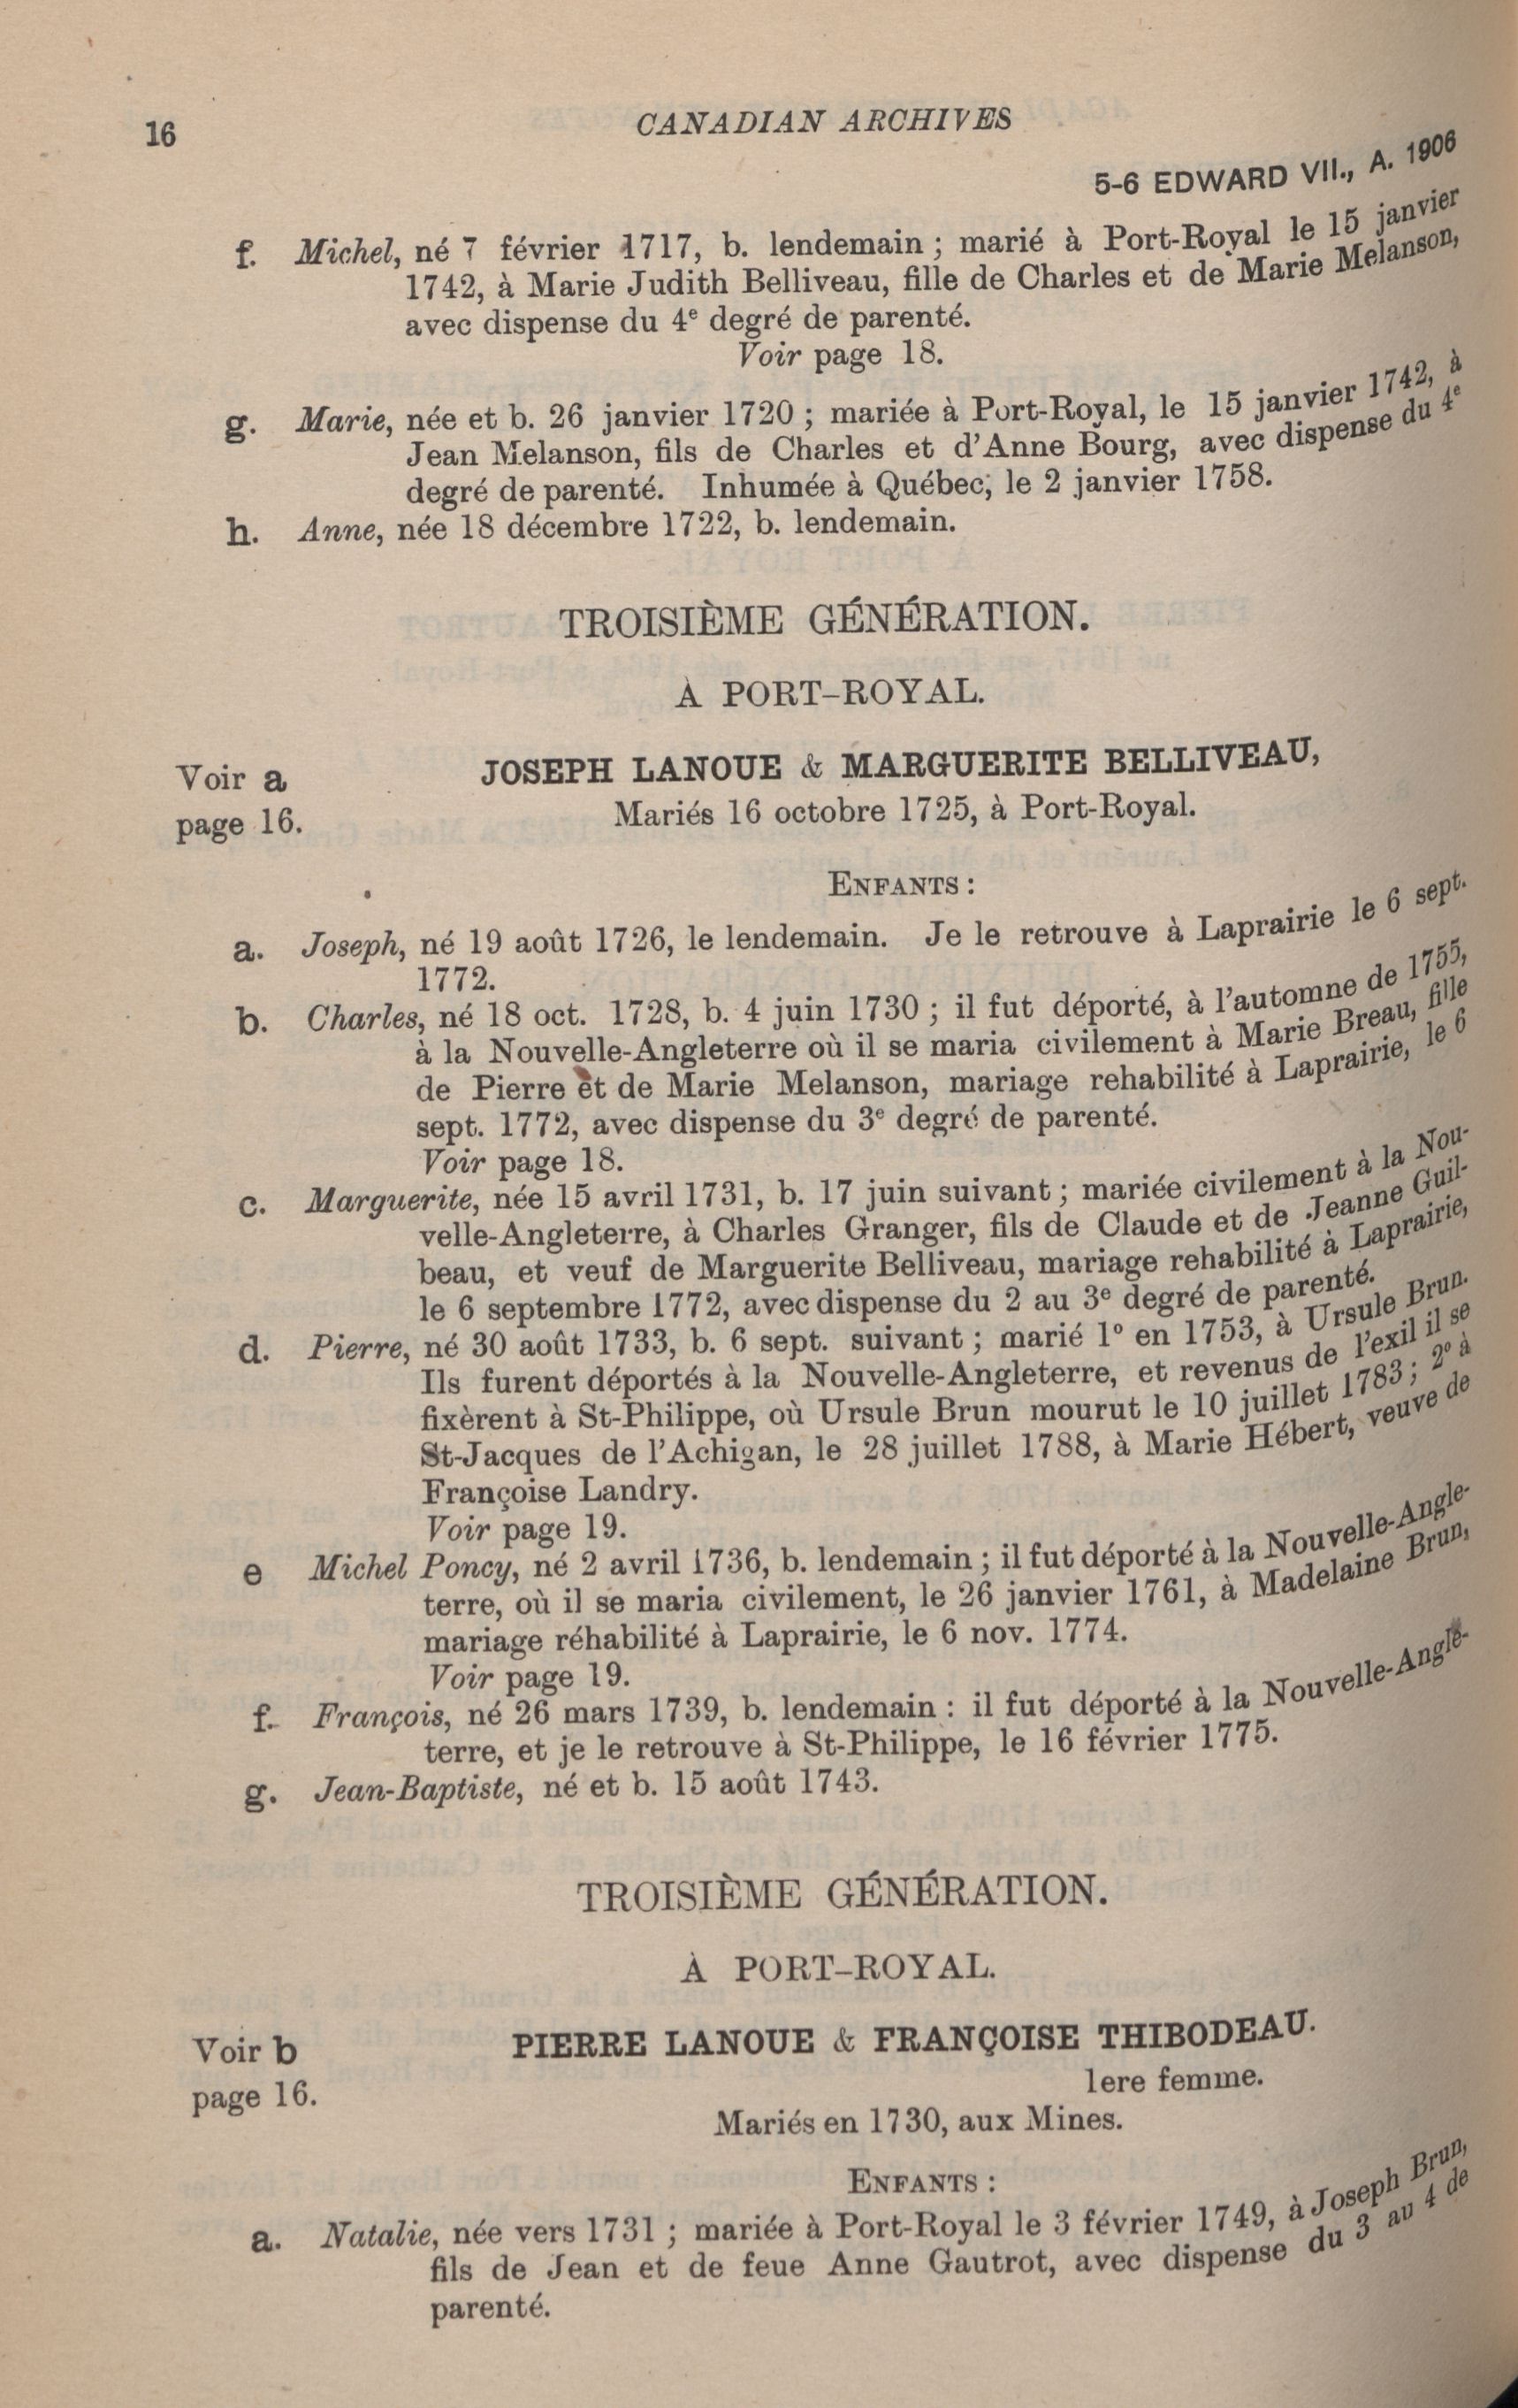 16
CANADIAN ARCHIVES
5-6 EDWARD VII., A. 1906
f. Michel, né 7 février 1717, b. lendemain ; marié à Port-Royal le 15 janvier
1742, à Marie Judith Belliveau, fille de Charles et de Marie Melanson,
avec dispense du 4e degré de parenté.
Voir page 18.
g. Marie, née et b. 26 janvier 1720 ; mariée à Port-Royal, le 15 janvier 1742, à
Jean Melanson, fils de Charles et d'Anne Bourg, avec dispense du 4e
degré de parenté. Inhumée à Québec, le 2 janvier 1758.
h. Anne, née 18 décembre 1722, b. lendemain.
TROISIÈME GÉNÉRATION.
À PORT-ROYAL.
Voir a
page 16.
JOSEPH LANOUE & MARGUERITE BELLIVEAU,
Mariés 16 octobre 1725, à Port-Royal.
ENFANTS :
a. Joseph, né 19 août 1726, le lendemain. Je le retrouve à Laprairie le 6 sept.
1772.
b. Charles, né 18 oct. 1728, b. 4 juin 1730 ; il fut déporté, à l'automne de 1755,
à la Nouvelle-Angleterre où il se maria civilement à Marie Breau, fille
de Pierre et de Marie Melanson, mariage rehabilité à Laprairie, le 6
sept. 1772, avec dispense du 3e degré de parenté.
Voir page 18.
c. Marguerite, née 15 avril 1731, b. 17 juin suivant ; mariée civilement à la Nou-
velle-Angleterre, à Charles Granger, fils de Claude et de Jeanne Guil-
beau, et veuf de Marguerite Belliveau, mariage rehabilité à Laprairie,
le 6 septembre 1772, avec dispense du 2 au 3e degré de parenté.
d. Pierre, né 30 août 1733, b. 6 sept. suivant ; marié 1o en 1753, à Ursule Brun.
Ils furent déportés à la Nouvelle-Angleterre, et revenus de l'exil il se
fixèrent à St-Philippe, où Ursule Brun mourut le 10 juillet 1783 ; 2o à
St-Jacques de l'Achigan, le 28 juillet 1788, à Marie Hébert, veuve de
Françoise Landry.
Voir page 19.
e Michel Poncy, né 2 avril 1736, b. lendemain ; il fut déporté à la Nouvelle-Angle-
terre, où il se maria civilement, le 26 janvier 1761, à Madelaine Brun,
mariage réhabilité à Laprairie, le 6 nov. 1774.
Voir page 19.
f. François, né 26 mars 1739, b. lendemain : il fut déporté à la Nouvelle-Angle-
terre, et je le retrouve à St-Philippe, le 16 février 1775.
g. Jean-Baptiste, né et b. 15 août 1743.
TROISIÈME GÉNÉRATION.
À PORT-ROYAL.
Voir b
page 16.
PIERRE LANOUE & FRANÇOISE THIBODEAU.
1ere femme.
Mariés en 1730, aux Mines.
ENFANTS :
a. Natalie, née vers 1731 ; mariée à Port-Royal le 3 février 1749, à Joseph Brun,
fils de Jean et de feue Anne Gautrot, avec dispense du 3 au 4 de
parenté.